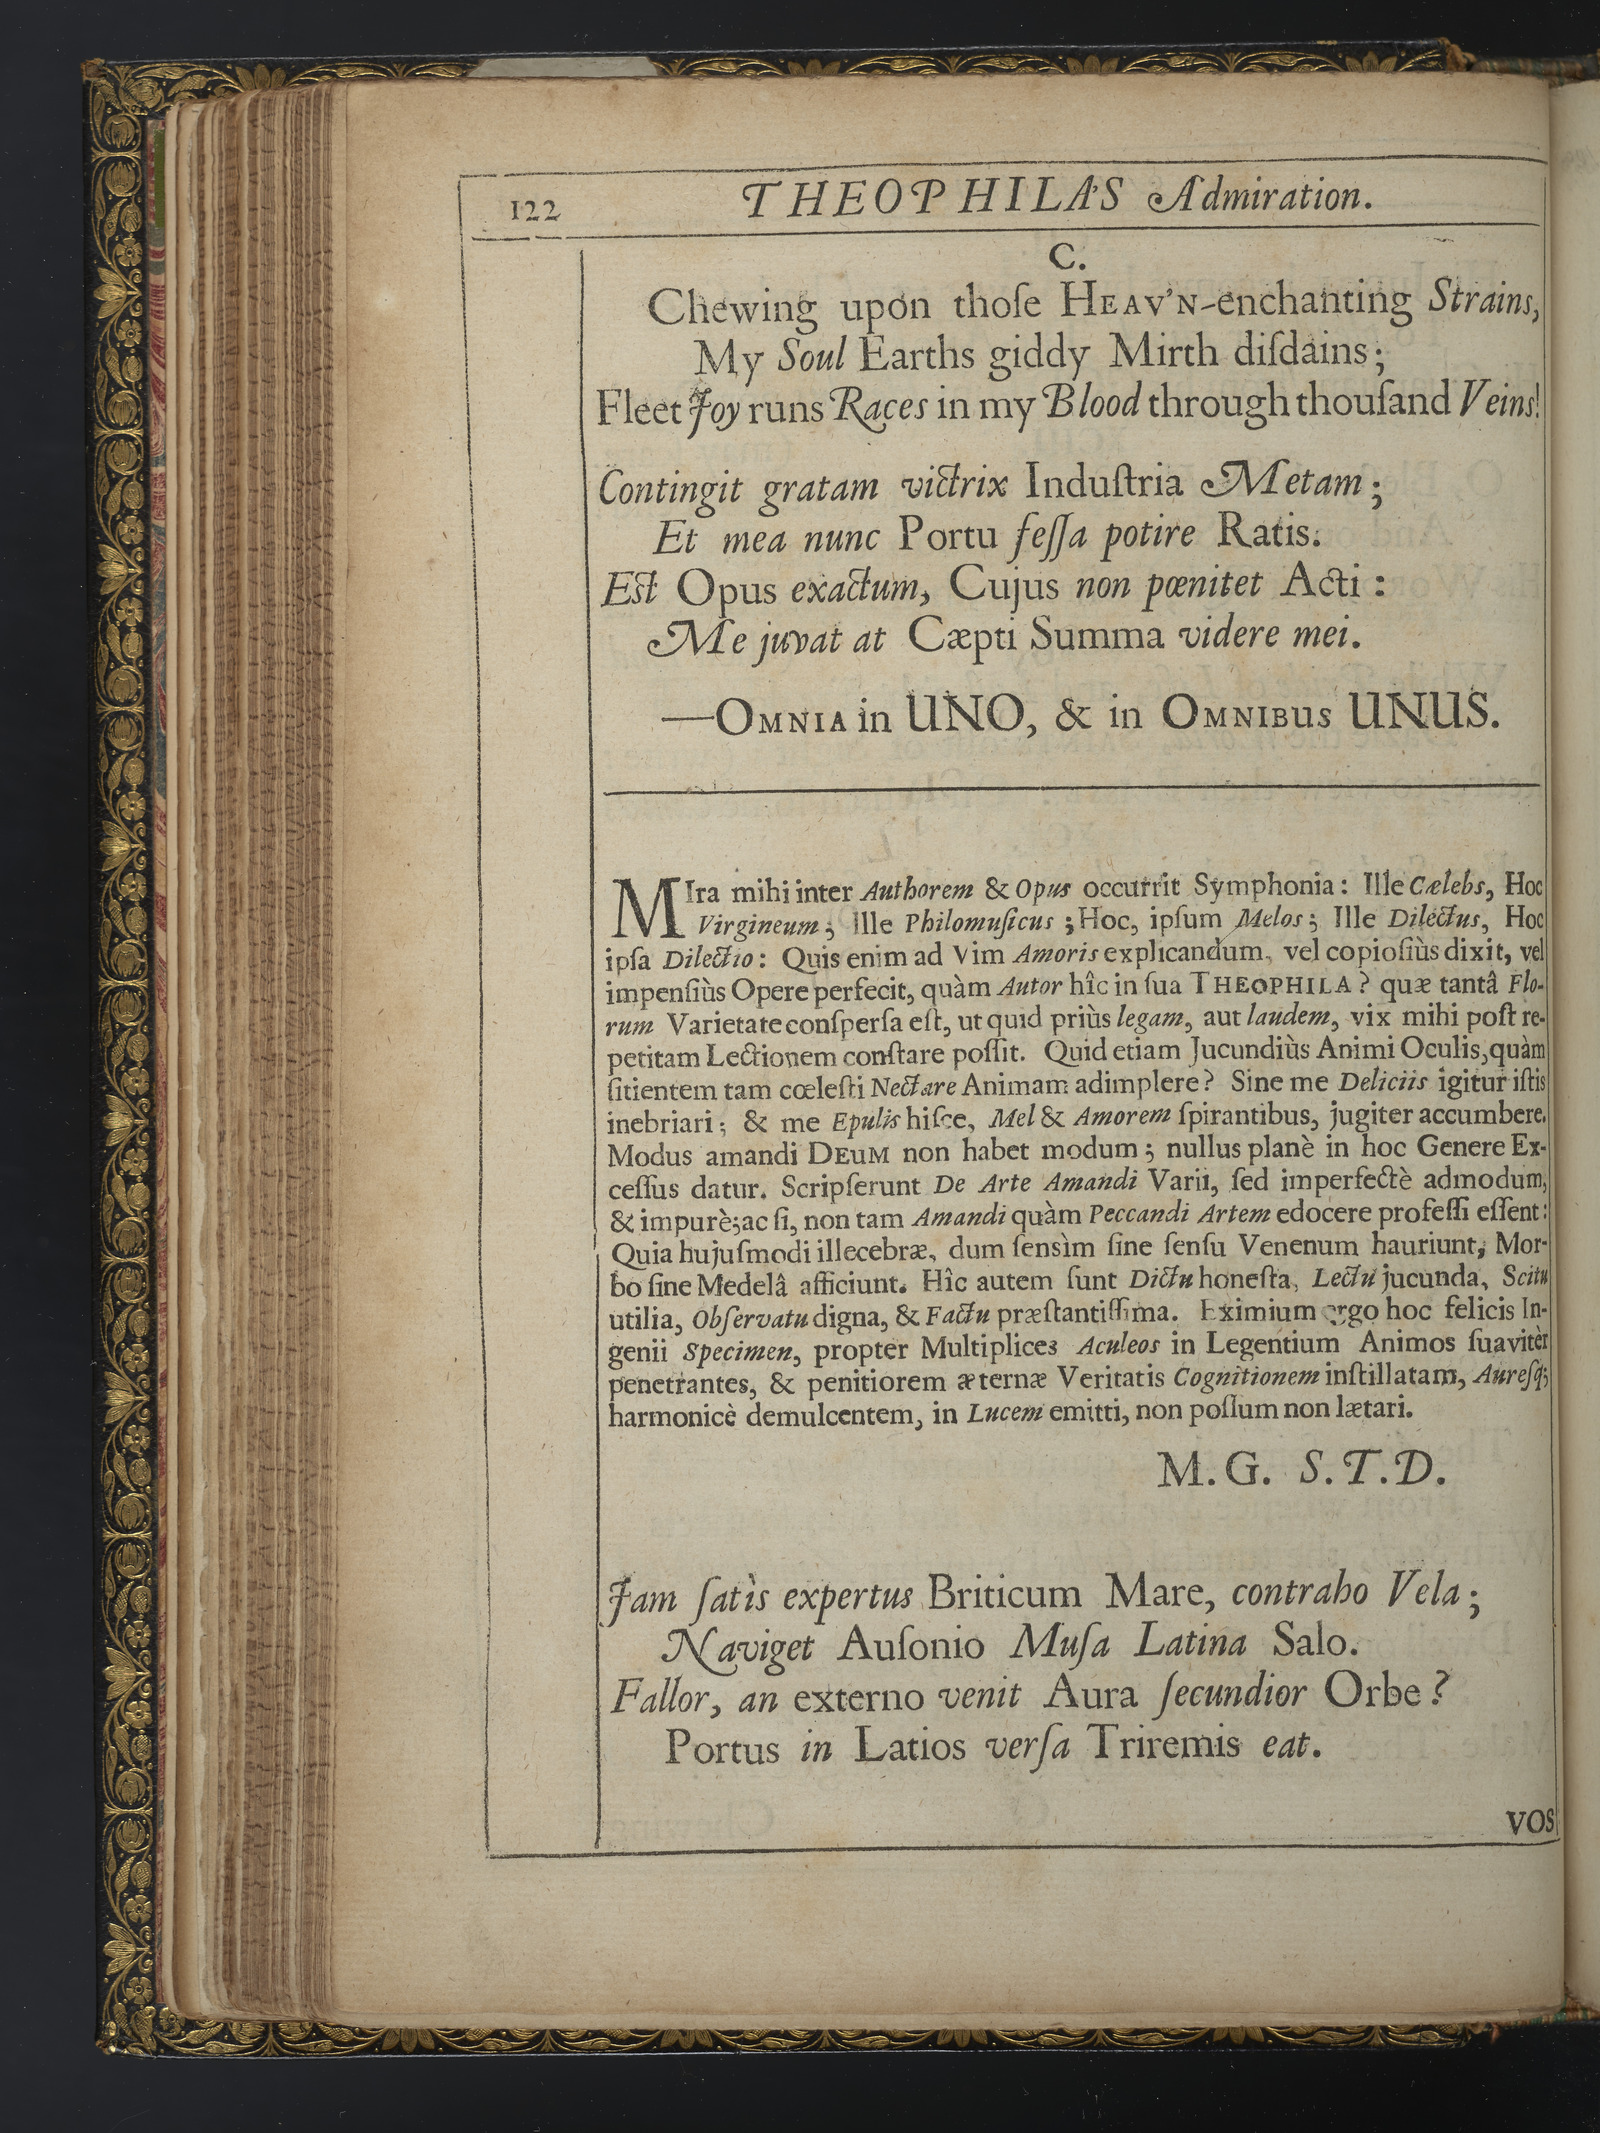 122
THEOPHILA'S Admiration.
C.
Chewing upon thoſe HEAV'N-enchanting Strains,
My Soul Earths giddy Mirth diſdains;
Fleet Joy runs Races in my Blood through thouſand Veins!
Contingit gratam victrix Induſtria Metam;
Et mea nunc Portu feſſa potire Ratis.
Est Opus exactum, Cujus non pœnitet Acti:
Me juvat at Cæpti Summa videre mei.
—OMNIA in UNO, & in OMNIBUS UNUS.
MIra mihi inter Authorem & Opus occurrit Symphonia: Ille Cælebs, Hoc
Virgineum; Ille Philomuſicus; Hoc, ipſum Melos; Ille Dilectus, Hoc
ipſa Dilectio: Quis enim ad Vim Amoris explicandum, vel copioſiùs dixit, vel
impenſiùs Opere perfecit, quàm Autor hîc in ſua THEOPHILA? quæ tantâ Flo-
rum Varietate conſperſa eſt, ut quid priùs legam, aut laudem, vix mihi poſt re-
petitam Lectionem conſtare poſſit. Quid etiam Jucundiùs Animi Oculis, quàm
ſitientem tam cœleſti Nectare Animam adimplere? Sine me Deliciis igitur iſtis
inebriari; & me Epulis hiſce, Mel & Amorem ſpirantibus, jugiter accumbere.
Modus amandi DEUM non habet modum; nullus planè in hoc Genere Ex-
ceſſus datur. Scripſerunt De Arte Amandi Varii, ſed imperfectè admodum,
& impurè; ac ſi, non tam Amandi quàm Peccandi Artem edocere profeſſi eſſent:
Quia hujuſmodi illecebræ, dum ſensìm ſine ſenſu Venenum hauriunt, Mor-
bo ſine Medelâ afficiunt. Hîc autem ſunt Dictu honeſta, Lectu jucunda, Scitu
utilia, Obſervatu digna, & Factu præſtantiſſima. Eximium ergo hoc felicis In-
genii Specimen, propter Multiplices Aculeos in Legentium Animos ſuavitèr
penetrantes, & penitiorem æternæ Veritatis Cognitionem inſtillatam, Aureſq;
harmonicè demulcentem, in Lucem emitti, non poſſum non lætari.
M. G. S. T. D.
Jam ſatìs expertus Briticum Mare, contraho Vela;
Naviget Auſonio Muſa Latina Salo.
Fallor, an externo venit Aura ſecundior Orbe?
Portus in Latios verſa Triremis eat.
VOS